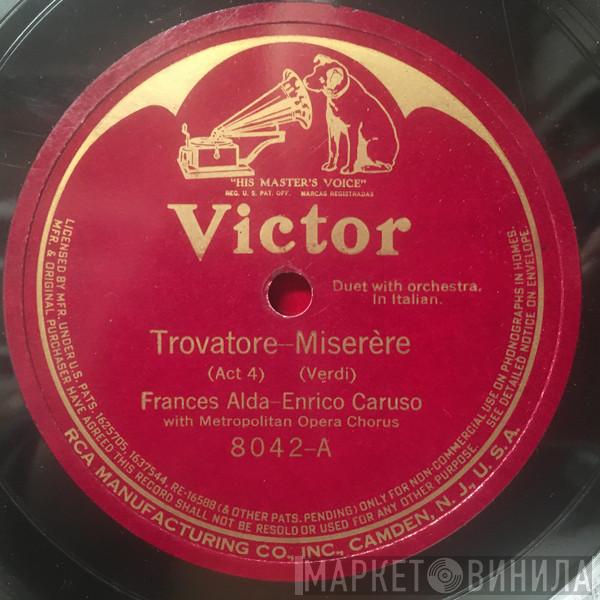 "HIS MASTER'S VOICE"
REG. U. S. PAT. OFF. MARCAS REGISTRADAS
Victor
Duet with orchestra.
In Italian.
Trovatore--Miserère
(Act 4) (Verdi)
Frances Alda-Enrico Caruso
with Metropolitan Opera Chorus
8042-A
LICENSED BY MFR. UNDER U.S. PATS. 1625705, 1637544, RE-16588 (& OTHER PATS. PENDING) ONLY FOR NON-COMMERCIAL USE ON PHONOGRAPHS IN HOMES.
MFR. & ORIGINAL PURCHASER HAVE AGREED THIS RECORD SHALL NOT BE RESOLD OR USED FOR ANY OTHER PURPOSE. SEE DETAILED NOTICE ON ENVELOPE.
RCA MANUFACTURING CO., INC., CAMDEN, N. J., U. S. A.
МАРКЕТ ВИНИЛА